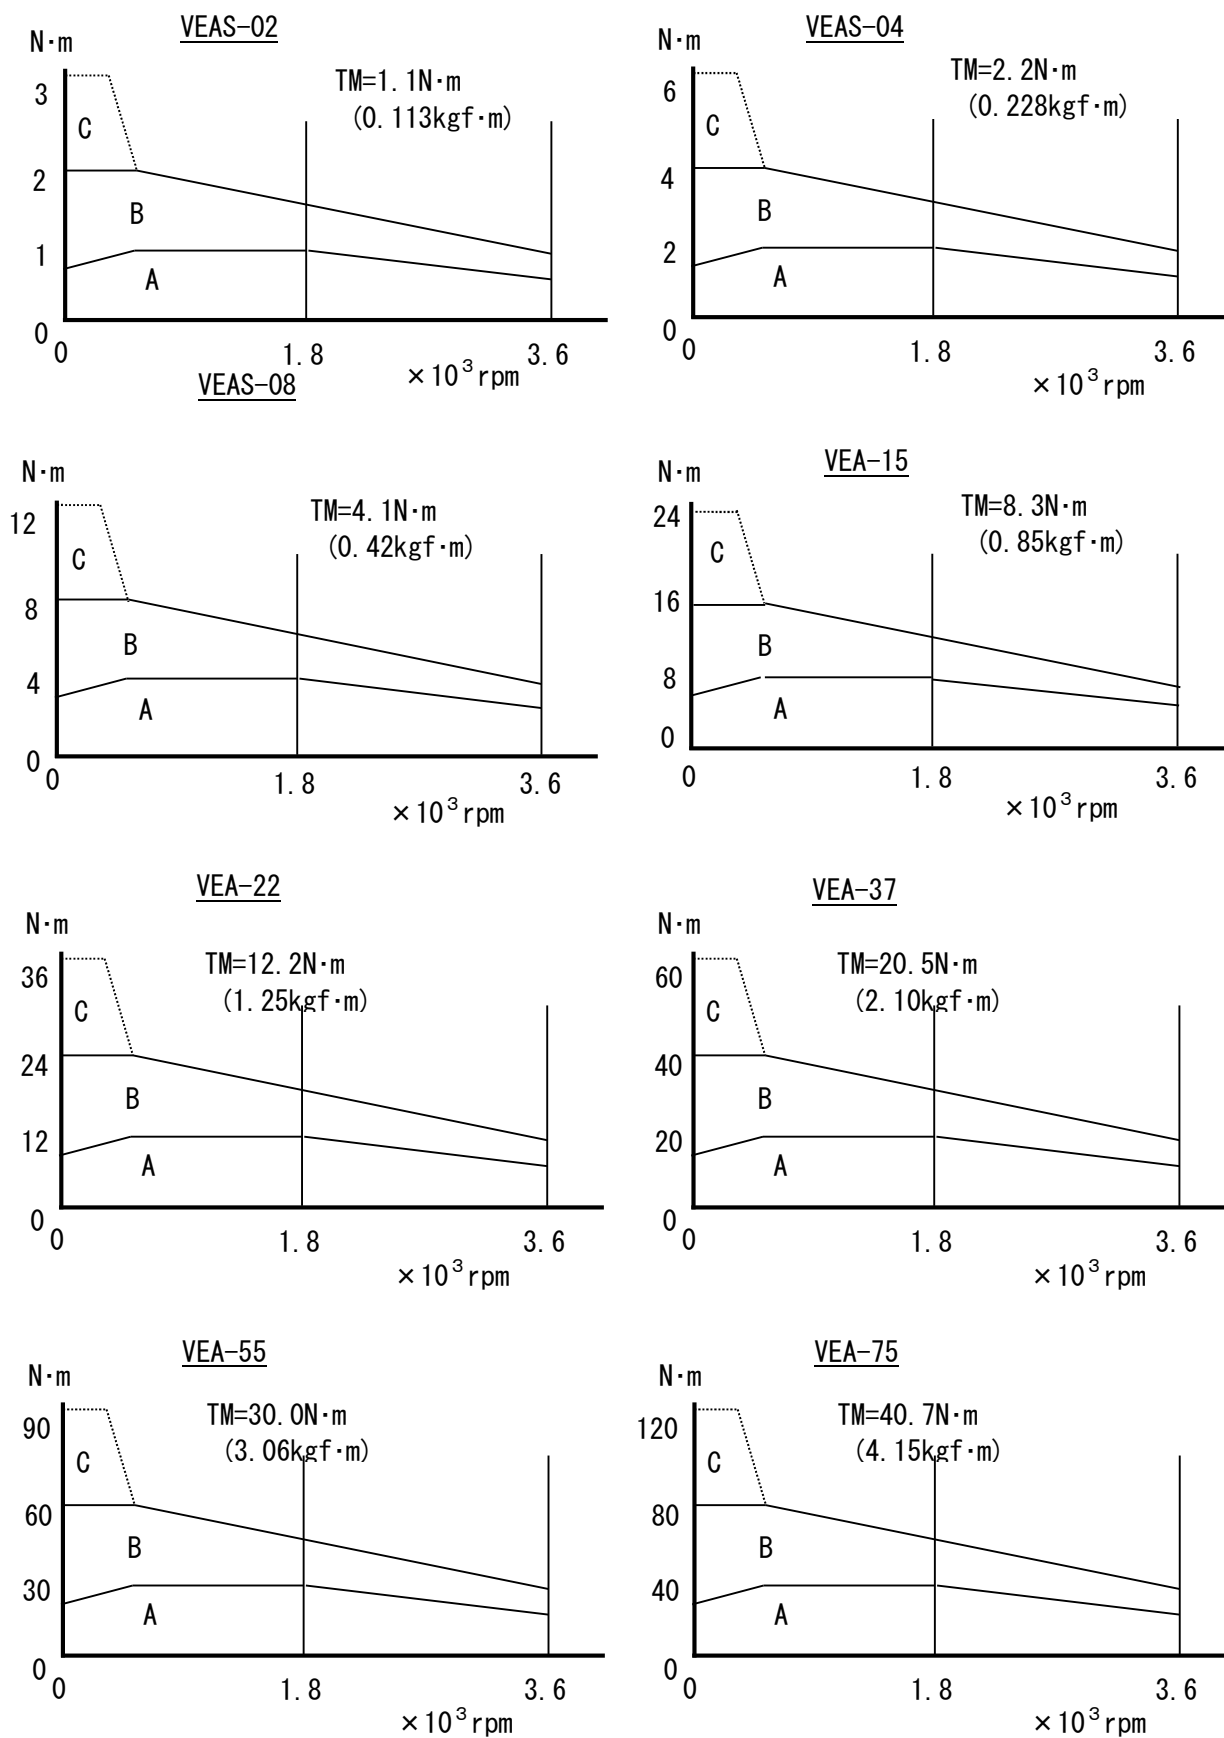 VEAS-02
N·m
TM=1.1N·m
(0.113kgf·m)
3
C
2
B
1
A
0
0
1.8
3.6
×10³rpm
VEAS-04
N·m
TM=2.2N·m
(0.228kgf·m)
6
C
4
B
2
A
0
0
1.8
3.6
×10³rpm
VEAS-08
N·m
TM=4.1N·m
(0.42kgf·m)
12
C
8
B
4
A
0
0
1.8
3.6
×10³rpm
VEA-15
N·m
TM=8.3N·m
(0.85kgf·m)
24
C
16
B
8
A
0
0
1.8
3.6
×10³rpm
VEA-22
N·m
TM=12.2N·m
(1.25kgf·m)
36
C
24
B
12
A
0
0
1.8
3.6
×10³rpm
VEA-37
N·m
TM=20.5N·m
(2.10kgf·m)
60
C
40
B
20
A
0
0
1.8
3.6
×10³rpm
VEA-55
N·m
TM=30.0N·m
(3.06kgf·m)
90
C
60
B
30
A
0
0
1.8
3.6
×10³rpm
VEA-75
N·m
TM=40.7N·m
(4.15kgf·m)
120
C
80
B
40
A
0
0
1.8
3.6
×10³rpm